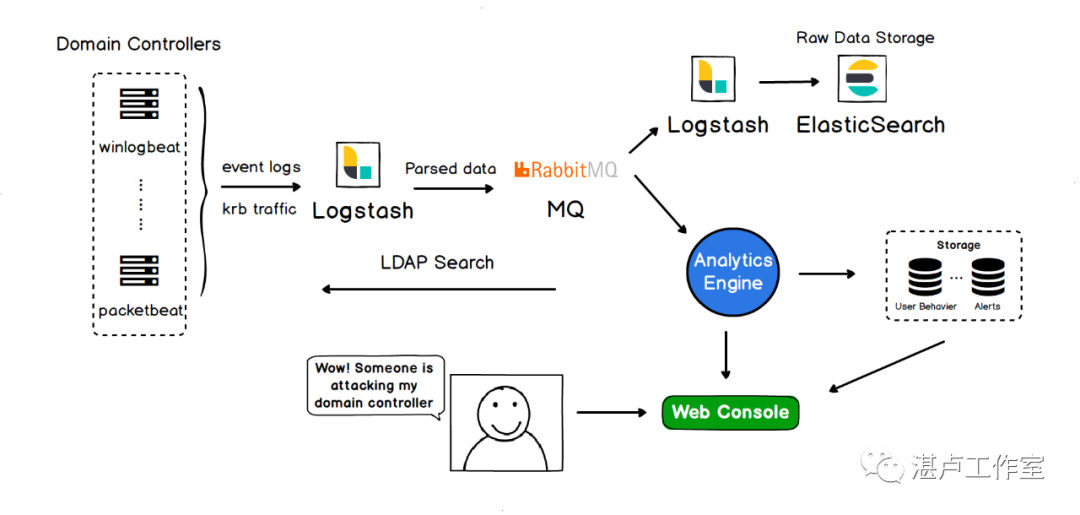 Domain Controllers
winlogbeat
packetbeat
event logs
krb traffic
Logstash
Parsed data
RabbitMQ
MQ
LDAP Search
Raw Data Storage
Logstash
ElasticSearch
Analytics
Engine
Storage
User Behavier
Alerts
Wow! Someone is
attacking my
domain controller
Web Console
湛卢工作室